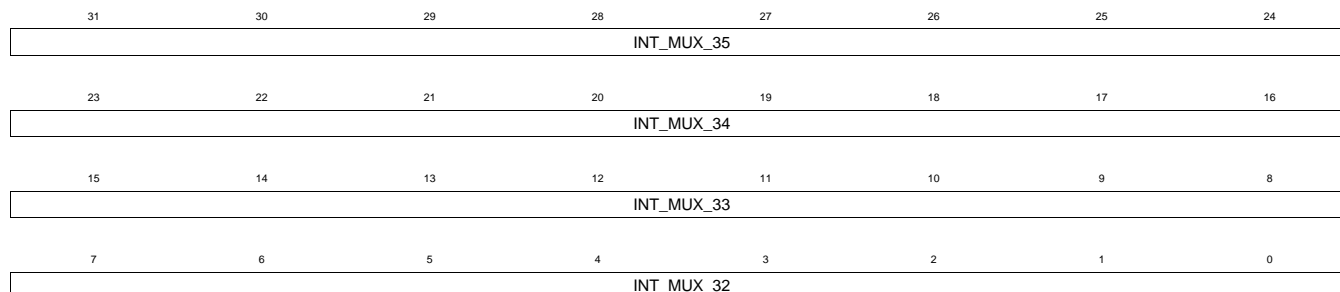 31 30 29 28 27 26 25 24
INT_MUX_35
23 22 21 20 19 18 17 16
INT_MUX_34
15 14 13 12 11 10 9 8
INT_MUX_33
7 6 5 4 3 2 1 0
INT_MUX_32